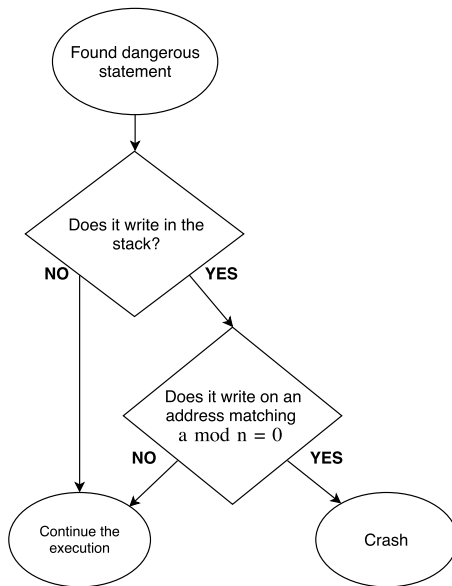 Found dangerous
statement
Does it write in the
stack?
NO
YES
Does it write on an
address matching
a mod n = 0
NO
YES
Continue the
execution
Crash